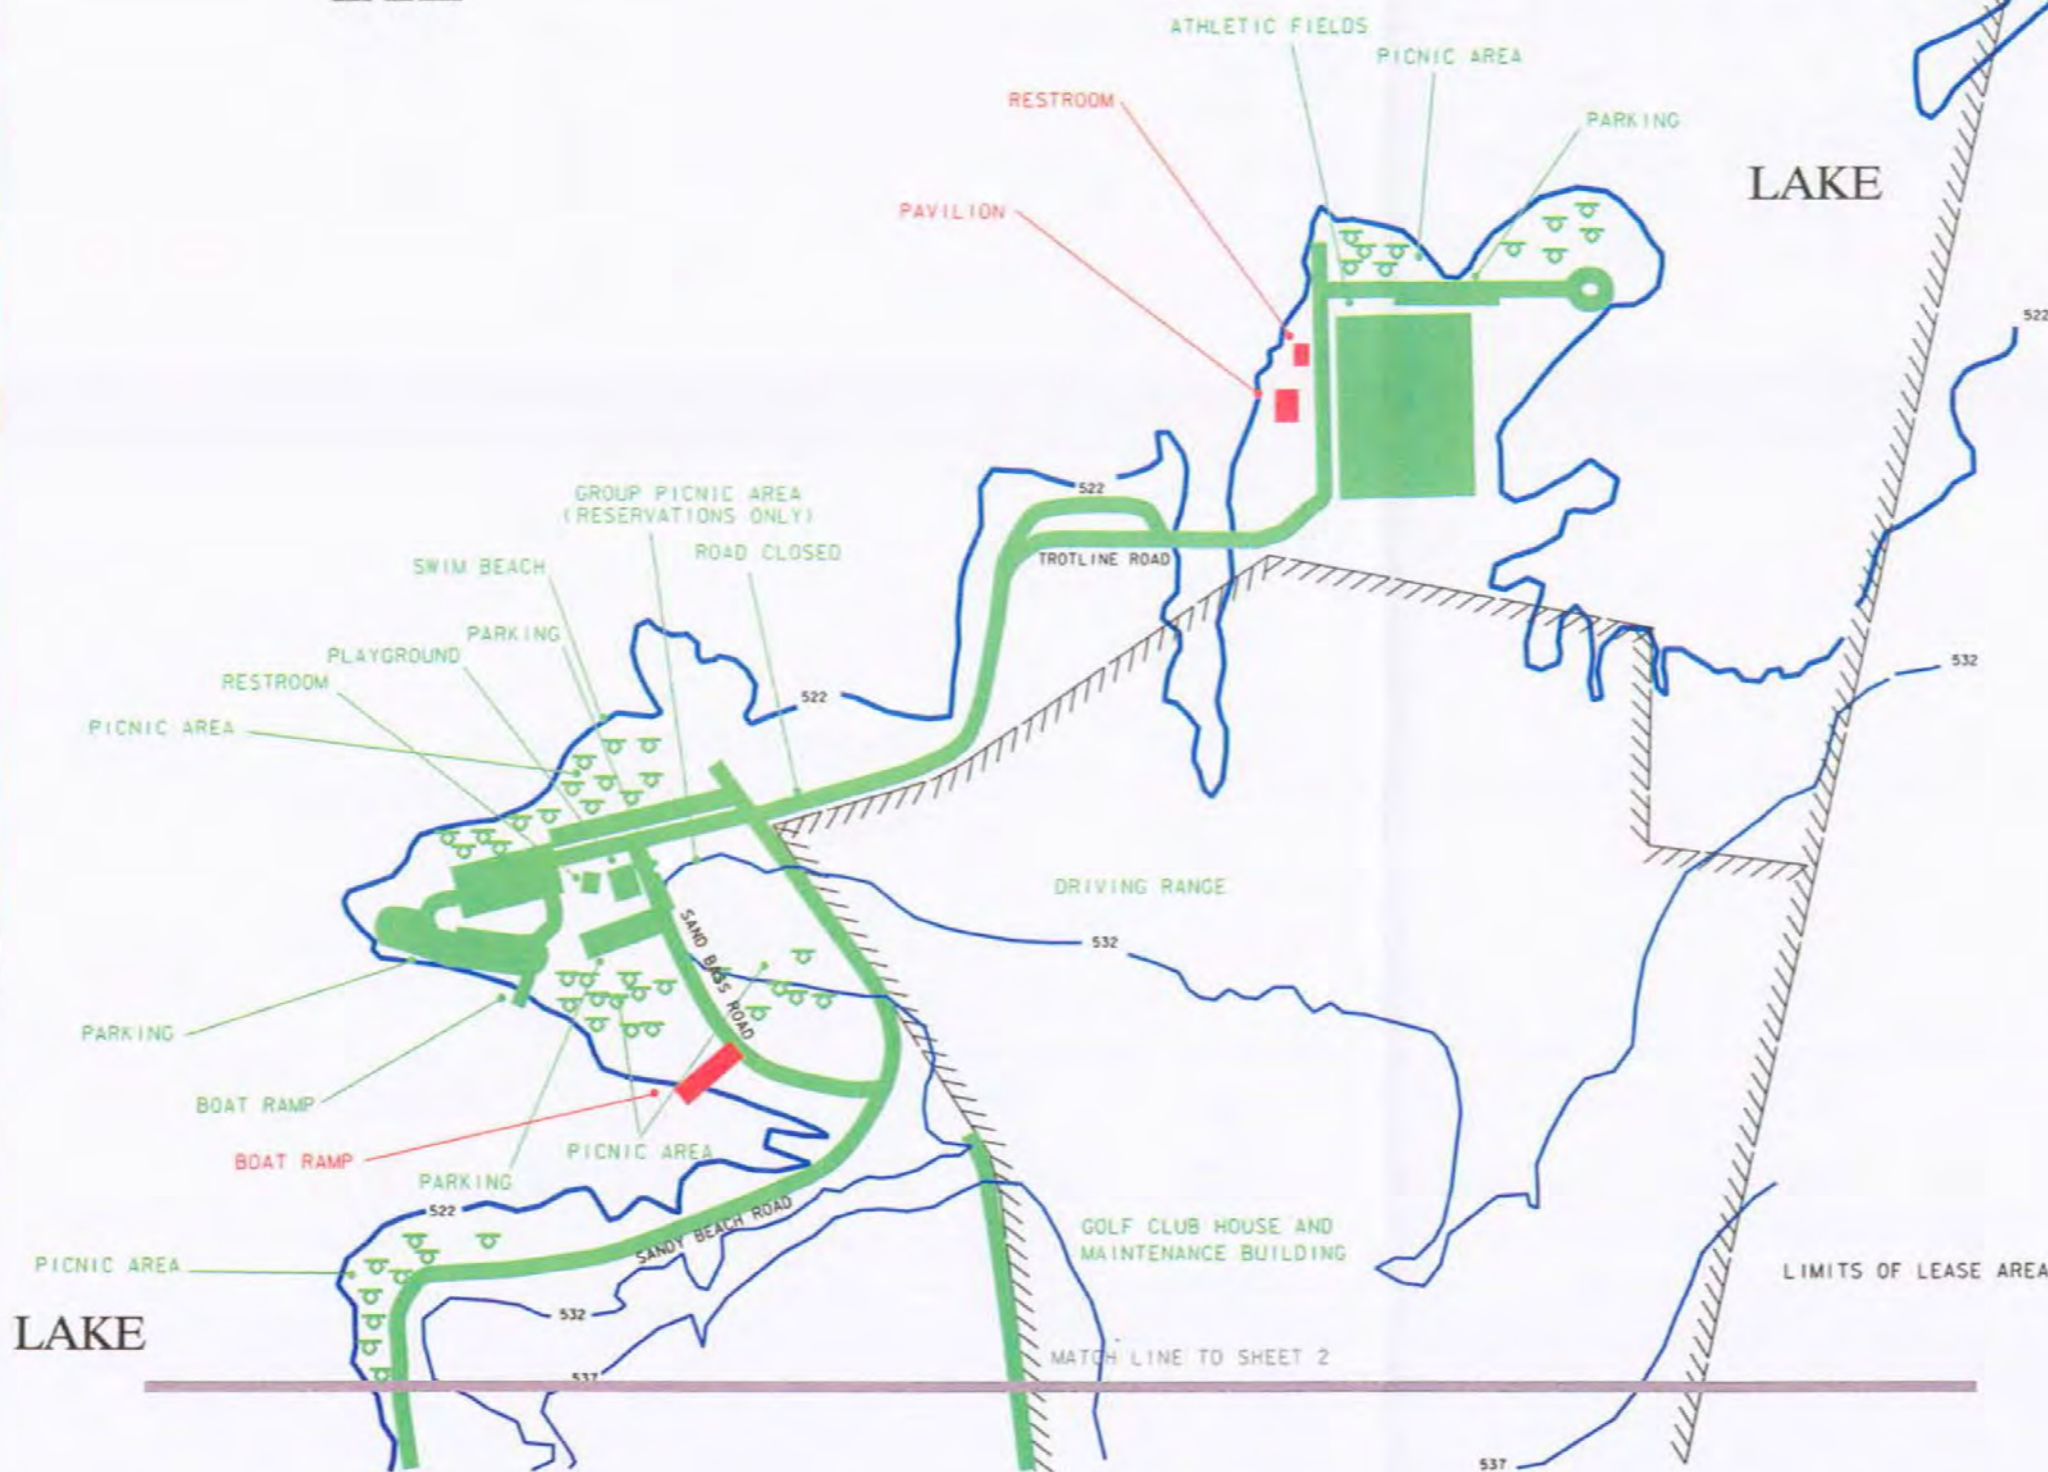 ATHLETIC FIELDS
PICNIC AREA
RESTROOM
PARKING
LAKE
PAVILION
522
522
GROUP PICNIC AREA
(RESERVATIONS ONLY)
ROAD CLOSED
TROTLINE ROAD
SWIM BEACH
PARKING
PLAYGROUND
RESTROOM
532
522
PICNIC AREA
DRIVING RANGE
532
SAND BASS ROAD
PARKING
BOAT RAMP
BOAT RAMP
PICNIC AREA
PARKING
522
SANDY BEACH ROAD
GOLF CLUB HOUSE AND
MAINTENANCE BUILDING
PICNIC AREA
LIMITS OF LEASE AREA
532
LAKE
MATCH LINE TO SHEET 2
537
537